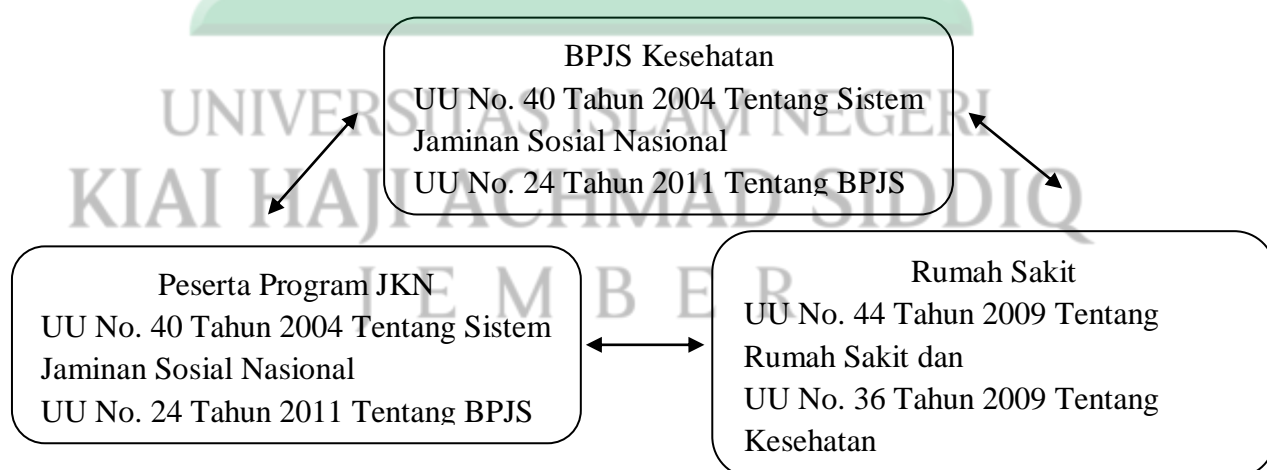 BPJS Kesehatan
UU No. 40 Tahun 2004 Tentang Sistem
Jaminan Sosial Nasional
UU No. 24 Tahun 2011 Tentang BPJS
UNIVERSITAS ISLAM NEGERI
KIAI HAJI ACHMAD SIDDIQ
JEMBER
Peserta Program JKN
UU No. 40 Tahun 2004 Tentang Sistem
Jaminan Sosial Nasional
UU No. 24 Tahun 2011 Tentang BPJS
Rumah Sakit
UU No. 44 Tahun 2009 Tentang
Rumah Sakit dan
UU No. 36 Tahun 2009 Tentang
Kesehatan